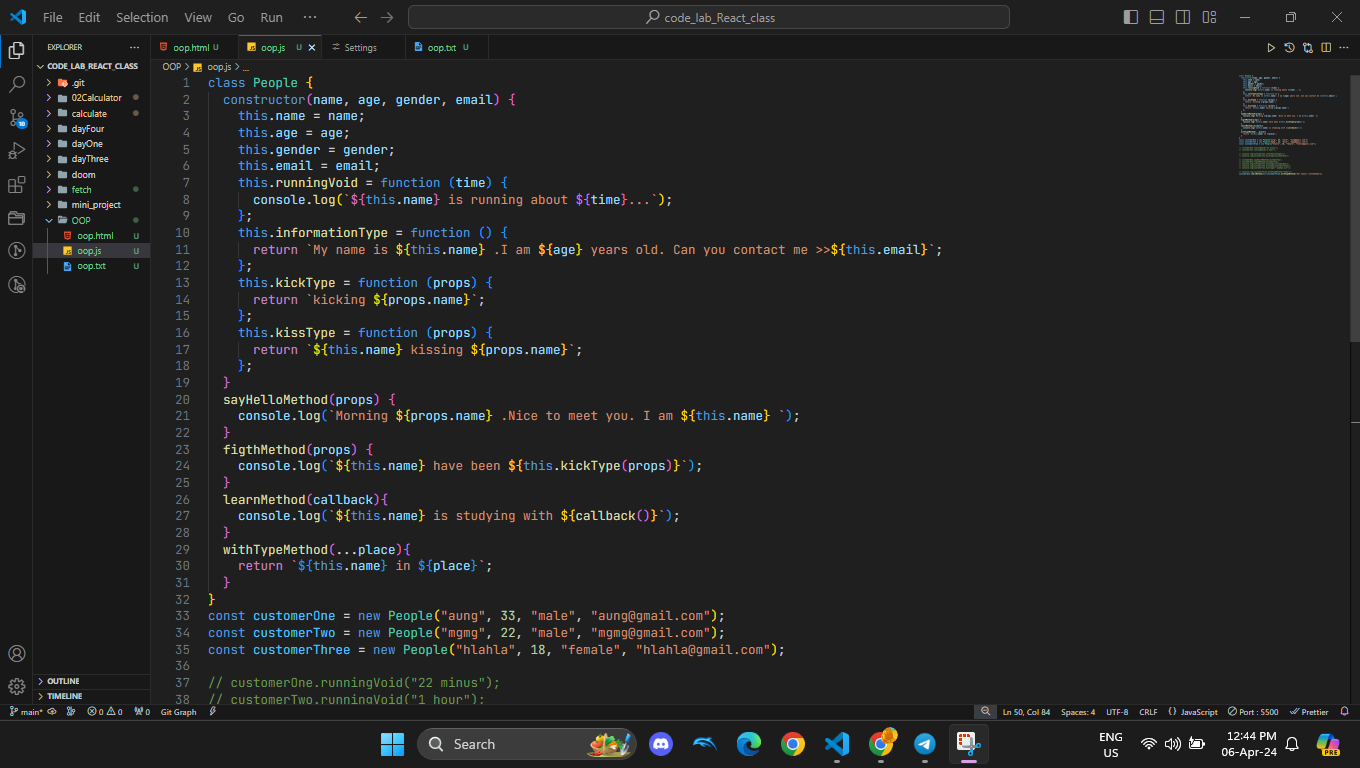 File Edit Selection View Go Run ··· code_lab_React_class
EXPLORER ···
oop.html U oop.js U Settings oop.txt U
CODE_LAB_REACT_CLASS
OOP > oop.js > ...
.git
02Calculator
calculate
dayFour
dayOne
dayThree
doom
fetch
mini_project
OOP
oop.html U
oop.js U
oop.txt U
OUTLINE
TIMELINE
10
1 class People {
2 constructor(name, age, gender, email) {
3 this.name = name;
4 this.age = age;
5 this.gender = gender;
6 this.email = email;
7 this.runningVoid = function (time) {
8 console.log(`${this.name} is running about ${time}...`);
9 };
10 this.informationType = function () {
11 return `My name is ${this.name} .I am ${age} years old. Can you contact me >>${this.email}`;
12 };
13 this.kickType = function (props) {
14 return `kicking ${props.name}`;
15 };
16 this.kissType = function (props) {
17 return `${this.name} kissing ${props.name}`;
18 };
19 }
20 sayHelloMethod(props) {
21 console.log(`Morning ${props.name} .Nice to meet you. I am ${this.name} `);
22 }
23 figthMethod(props) {
24 console.log(`${this.name} have been ${this.kickType(props)}`);
25 }
26 learnMethod(callback){
27 console.log(`${this.name} is studying with ${callback()}`);
28 }
29 withTypeMethod(...place){
30 return `${this.name} in ${place}`;
31 }
32 }
33 const customerOne = new People("aung", 33, "male", "aung@gmail.com");
34 const customerTwo = new People("mgmg", 22, "male", "mgmg@gmail.com");
35 const customerThree = new People("hlahla", 18, "female", "hlahla@gmail.com");
36
37 // customerOne.runningVoid("22 minus");
38 // customerTwo.runningVoid("1 hour");
main* 0 0 0 Git Graph Ln 50, Col 84 Spaces: 4 UTF-8 CRLF {} JavaScript Port : 5500 Prettier
Search
ENG
US
12:44 PM
06-Apr-24
PRE